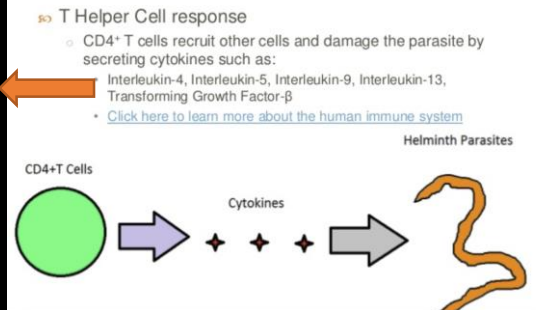 T Helper Cell response
CD4+ T cells recruit other cells and damage the parasite by
secreting cytokines such as:
Interleukin-4, Interleukin-5, Interleukin-9, Interleukin-13,
Transforming Growth Factor-β
Click here to learn more about the human immune system
Helminth Parasites
CD4+T Cells
Cytokines